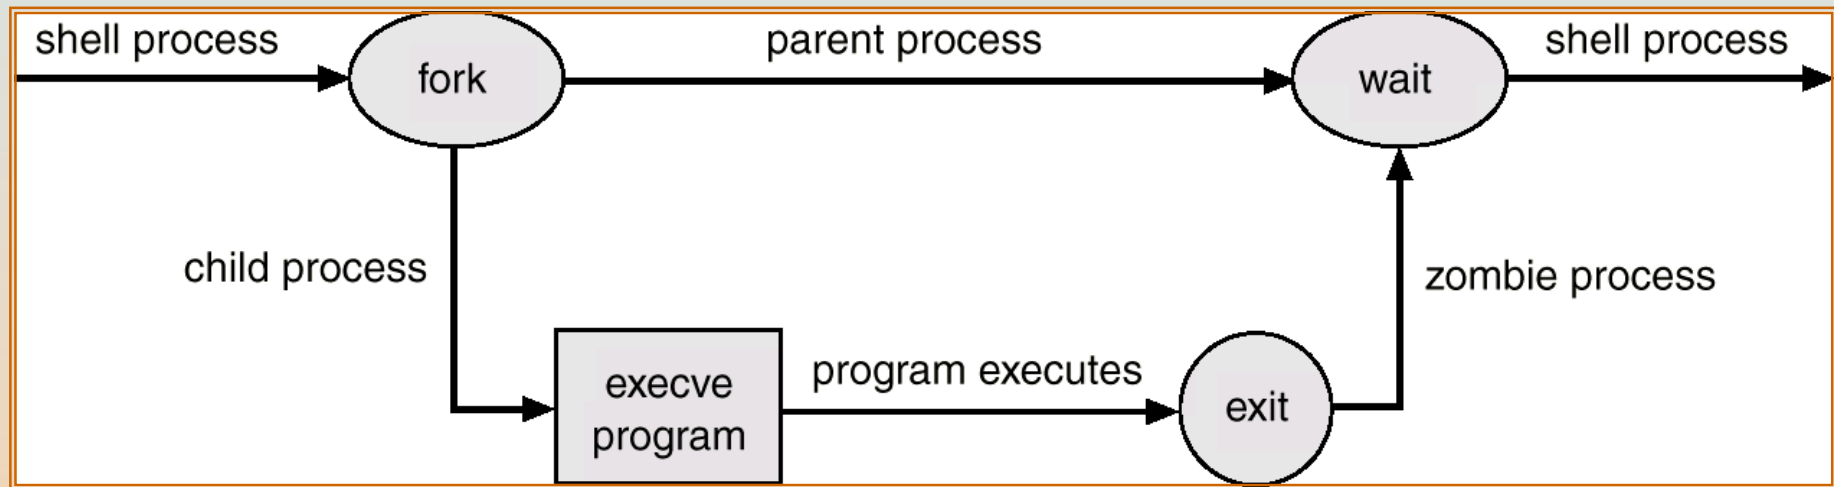 shell process
fork
parent process
wait
shell process
child process
zombie process
execve
program
program executes
exit